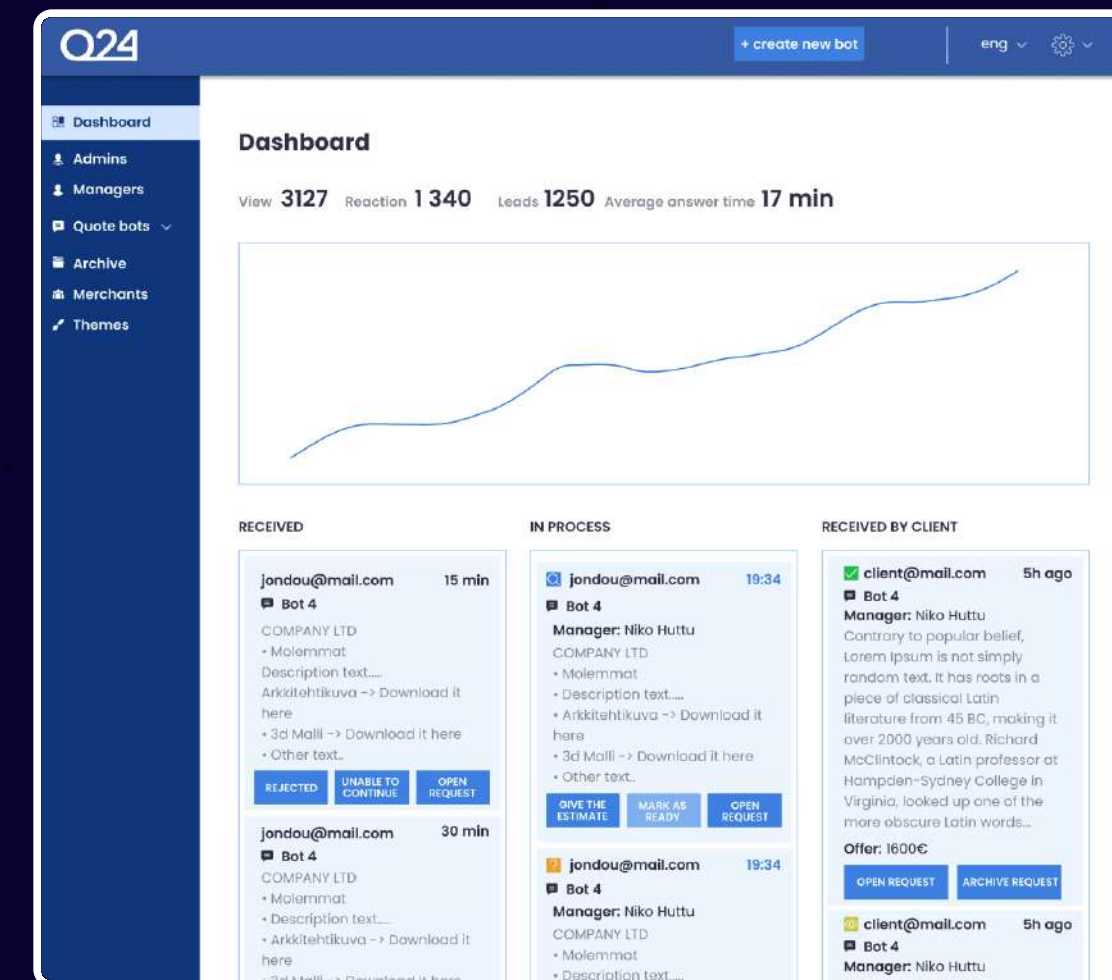 O24
+ create new bot
eng
Dashboard
Admins
Managers
Quote bots
Archive
Merchants
Themes
Dashboard
View 3127 Reaction 1 340 Leads 1250 Average answer time 17 min
RECEIVED
jondou@mail.com 15 min
Bot 4
COMPANY LTD
• Molemmat
Description text.....
Arkkitehtikuva -> Download it
here
• 3d Malli -> Download it here
• Other text..
REJECTED
UNABLE TO
CONTINUE
OPEN
REQUEST
jondou@mail.com 30 min
Bot 4
COMPANY LTD
• Molemmat
• Description text.....
• Arkkitehtikuva -> Download it
here
• 3d Malli -> Download it here
IN PROCESS
jondou@mail.com 19:34
Bot 4
Manager: Niko Huttu
COMPANY LTD
• Molemmat
• Description text.....
• Arkkitehtikuva -> Download it
here
• 3d Malli -> Download it here
• Other text..
GIVE THE
ESTIMATE
MARK AS
READY
OPEN
REQUEST
jondou@mail.com 19:34
Bot 4
Manager: Niko Huttu
COMPANY LTD
• Molemmat
• Description text.....
RECEIVED BY CLIENT
client@mail.com 5h ago
Bot 4
Manager: Niko Huttu
Contrary to popular belief,
Lorem Ipsum is not simply
random text. It has roots in a
piece of classical Latin
literature from 45 BC, making it
over 2000 years old. Richard
McClintock, a Latin professor at
Hampden-Sydney College in
Virginia, looked up one of the
more obscure Latin words...
Offer: 1600€
OPEN REQUEST
ARCHIVE REQUEST
client@mail.com 5h ago
Bot 4
Manager: Niko Huttu